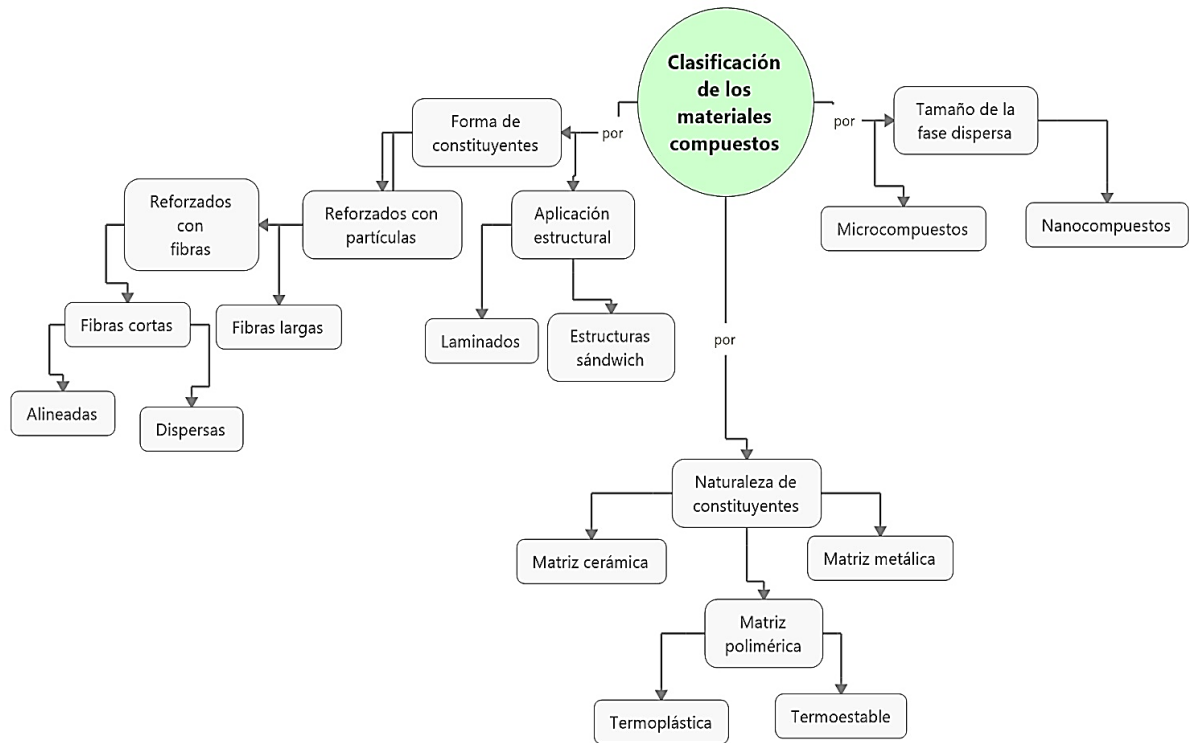 Clasificación
de los
materiales
compuestos
por
Forma de
constituyentes
Reforzados con
partículas
Reforzados
con
fibras
Fibras cortas
Fibras largas
Alineadas
Dispersas
Aplicación
estructural
Laminados
Estructuras
sándwich
por
Tamaño de la
fase dispersa
Microcompuestos
Nanocompuestos
por
Naturaleza de
constituyentes
Matriz cerámica
Matriz metálica
Matriz
polimérica
Termoplástica
Termoestable